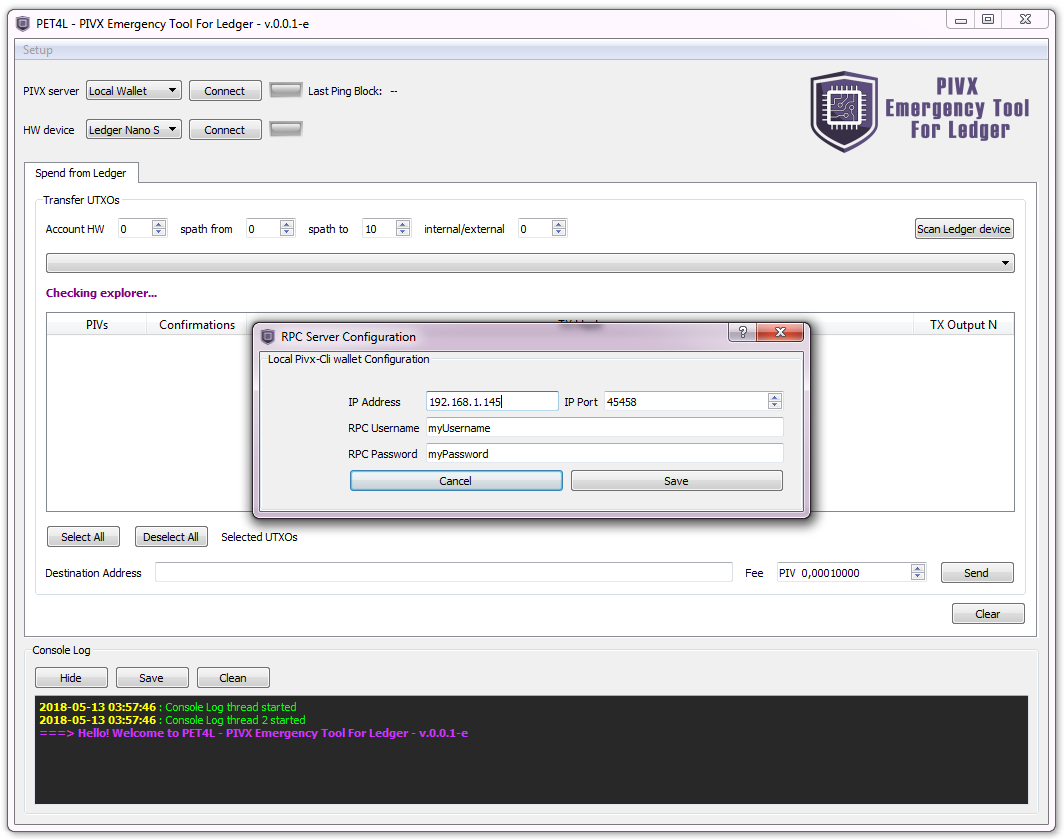 PET4L - PIVX Emergency Tool For Ledger - v.0.0.1-e
Setup
PIVX server Local Wallet Connect Last Ping Block: --
HW device Ledger Nano S Connect
PIVX
Emergency Tool
For Ledger
Spend from Ledger
Transfer UTXOs
Account HW 0 spath from 0 spath to 10 internal/external 0 Scan Ledger device
Checking explorer...
PIVs Confirmations TX Output N
RPC Server Configuration ?
Local Pivx-Cli wallet Configuration
IP Address 192.168.1.145 IP Port 45458
RPC Username myUsername
RPC Password myPassword
Cancel Save
Select All Deselect All Selected UTXOs
Destination Address Fee PIV 0,00010000 Send
Clear
Console Log
Hide Save Clean
2018-05-13 03:57:46 : Console Log thread started
2018-05-13 03:57:46 : Console Log thread 2 started
===> Hello! Welcome to PET4L - PIVX Emergency Tool For Ledger - v.0.0.1-e